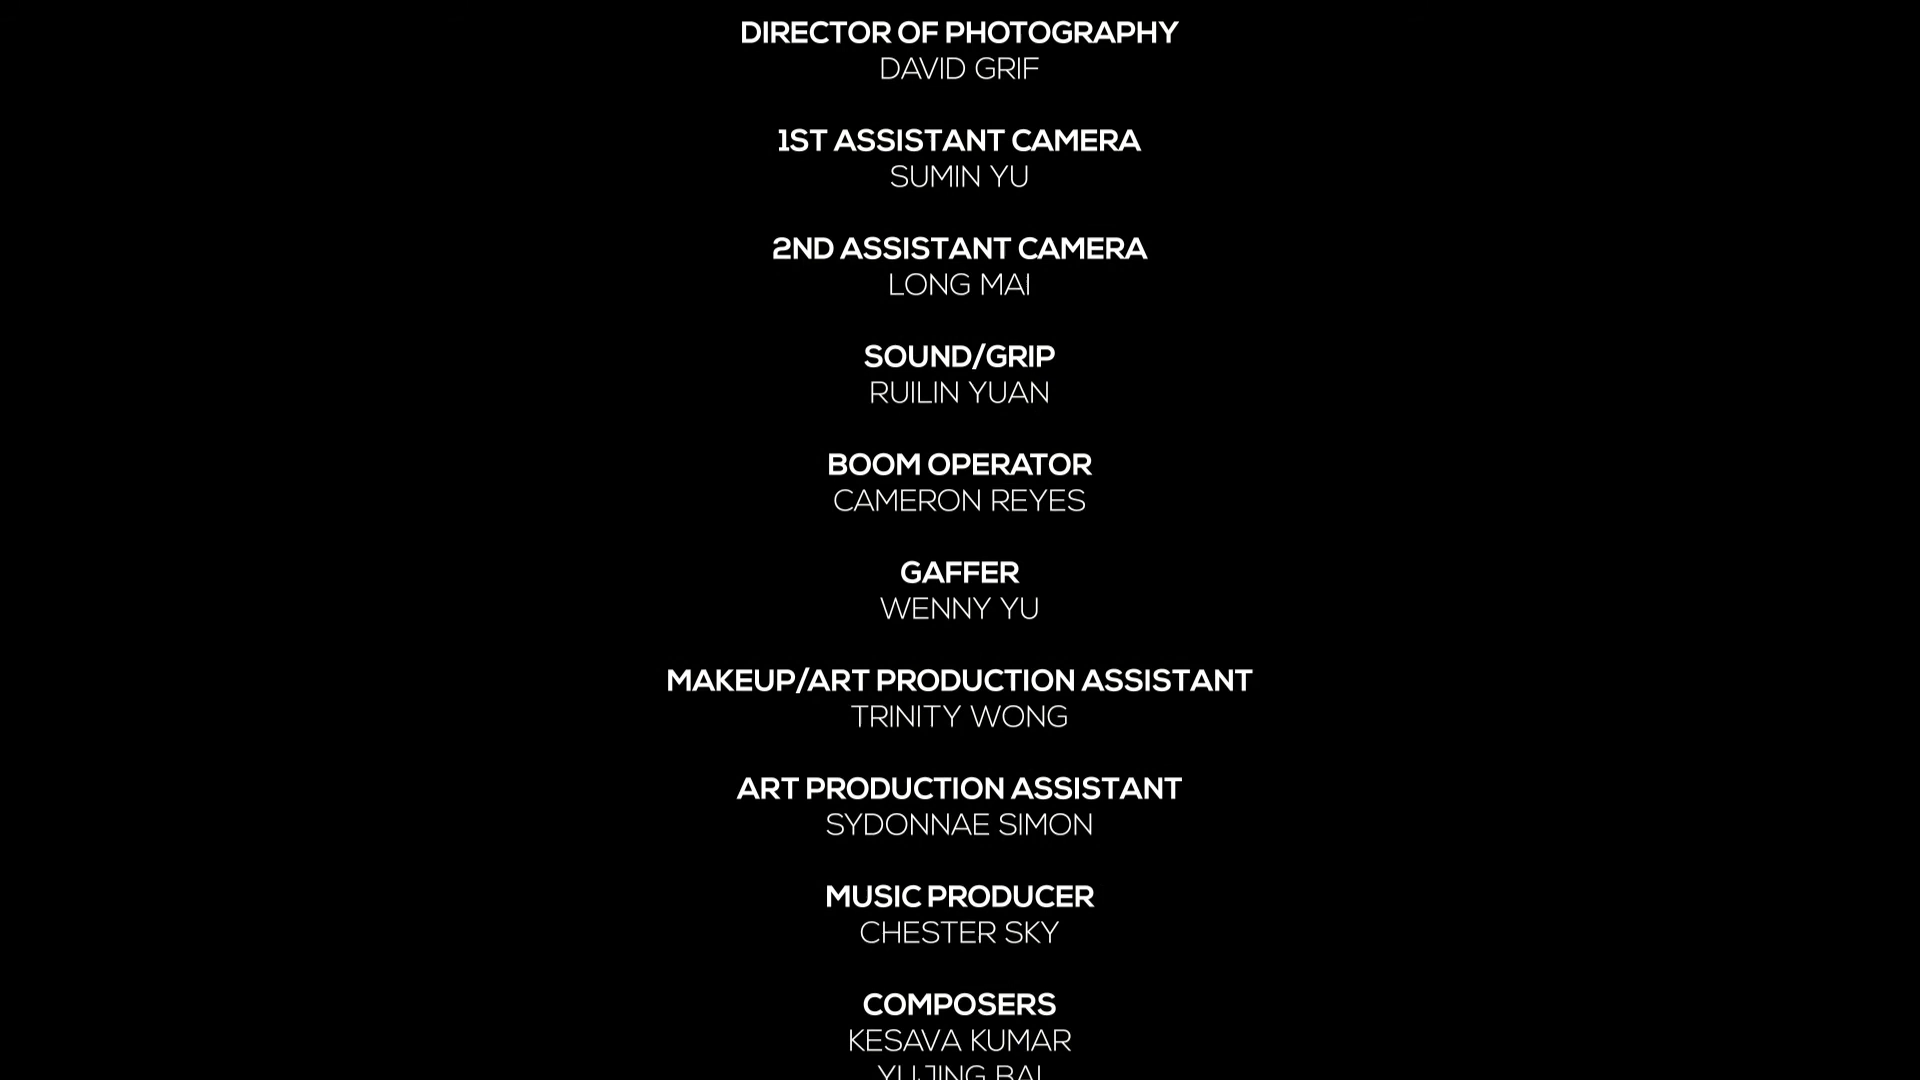 DIRECTOR OF PHOTOGRAPHY
DAVID GRIF
1ST ASSISTANT CAMERA
SUMIN YU
2ND ASSISTANT CAMERA
LONG MAI
SOUND/GRIP
RUILIN YUAN
BOOM OPERATOR
CAMERON REYES
GAFFER
WENNY YU
MAKEUP/ART PRODUCTION ASSISTANT
TRINITY WONG
ART PRODUCTION ASSISTANT
SYDONNAE SIMON
MUSIC PRODUCER
CHESTER SKY
COMPOSERS
KESAVA KUMAR
YUJING BAI